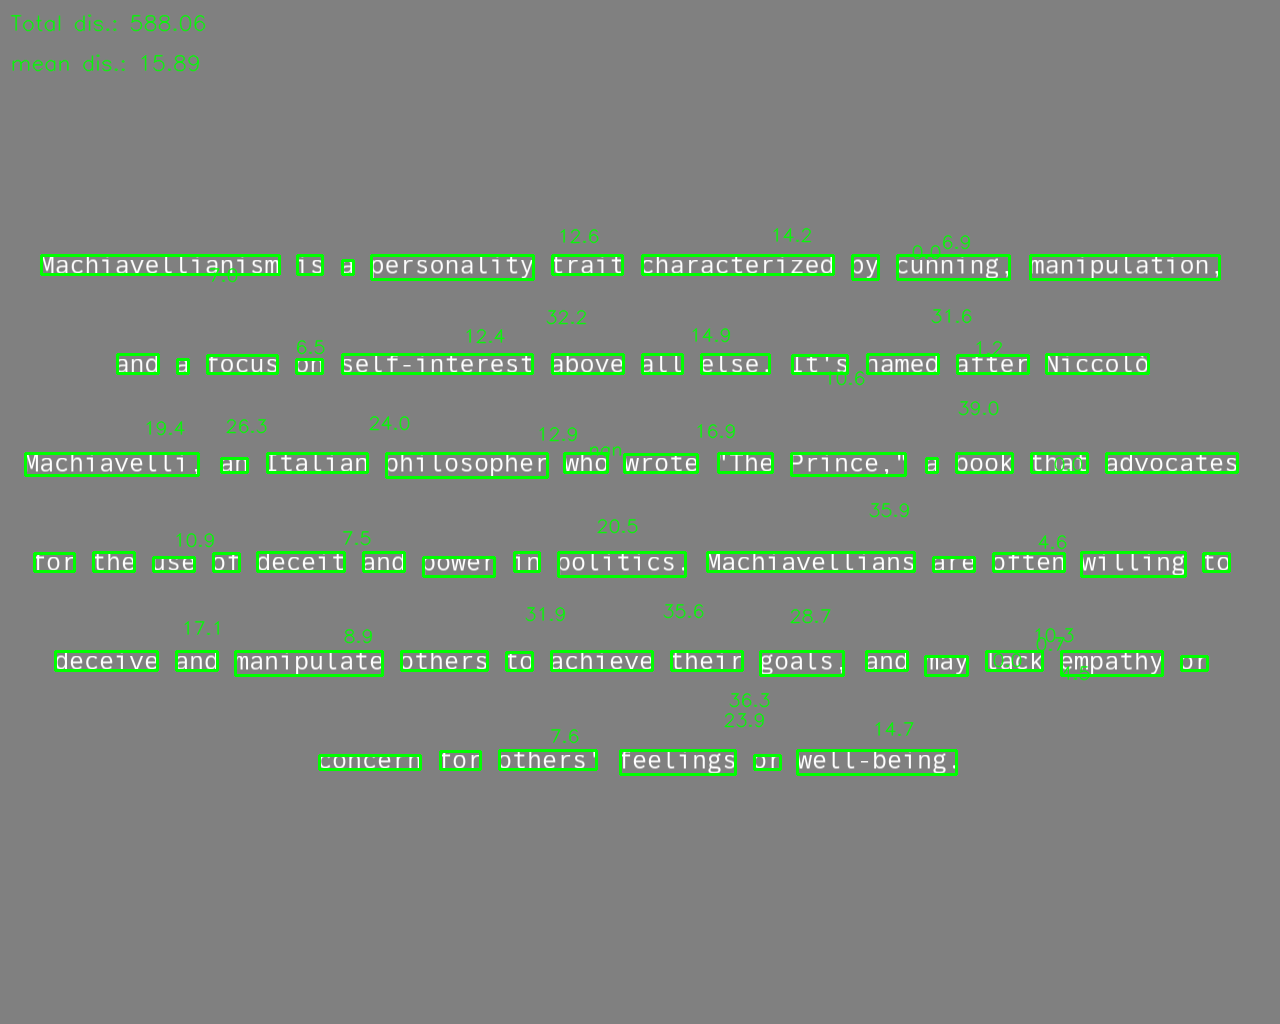 Total dis.: 588.06
mean dis.: 15.89
12.6 14.2 6.9
0.0
Machiavellianism is a personality trait characterized by cunning, manipulation,
7.6
32.2 31.6
6.5 12.4 14.9 1.2
and a focus on self-interest above all else. It's named after Niccolò
10.6
39.0
19.4 26.3 24.0 12.9 16.9
nan
Machiavelli, an Italian philosopher who wrote "The Prince," a book that advocates
35.9
10.9 7.5 20.5 4.6
for the use of deceit and power in politics. Machiavellians are often willing to
31.9 35.6 28.7
17.1 8.9 10.3
0.7
deceive and manipulate others to achieve their goals, and may lack empathy or
36.3
23.9
7.6 14.7
concern for others' feelings or well-being.